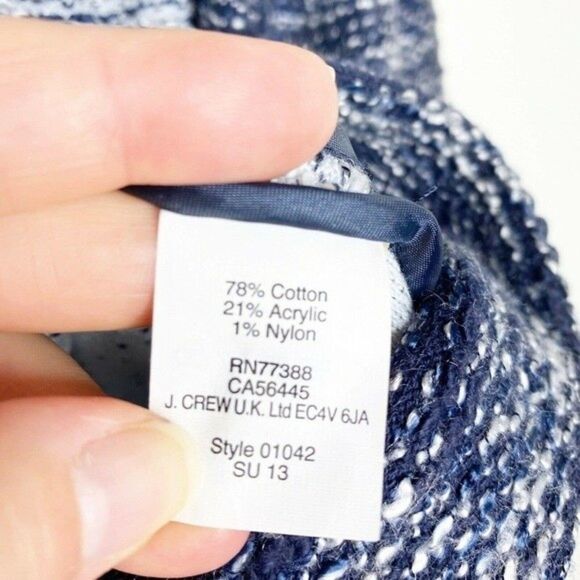 78% Cotton
21% Acrylic
1% Nylon
RN77388
CA56445
J. CREW U.K. Ltd EC4V 6JA
Style 01042
SU 13